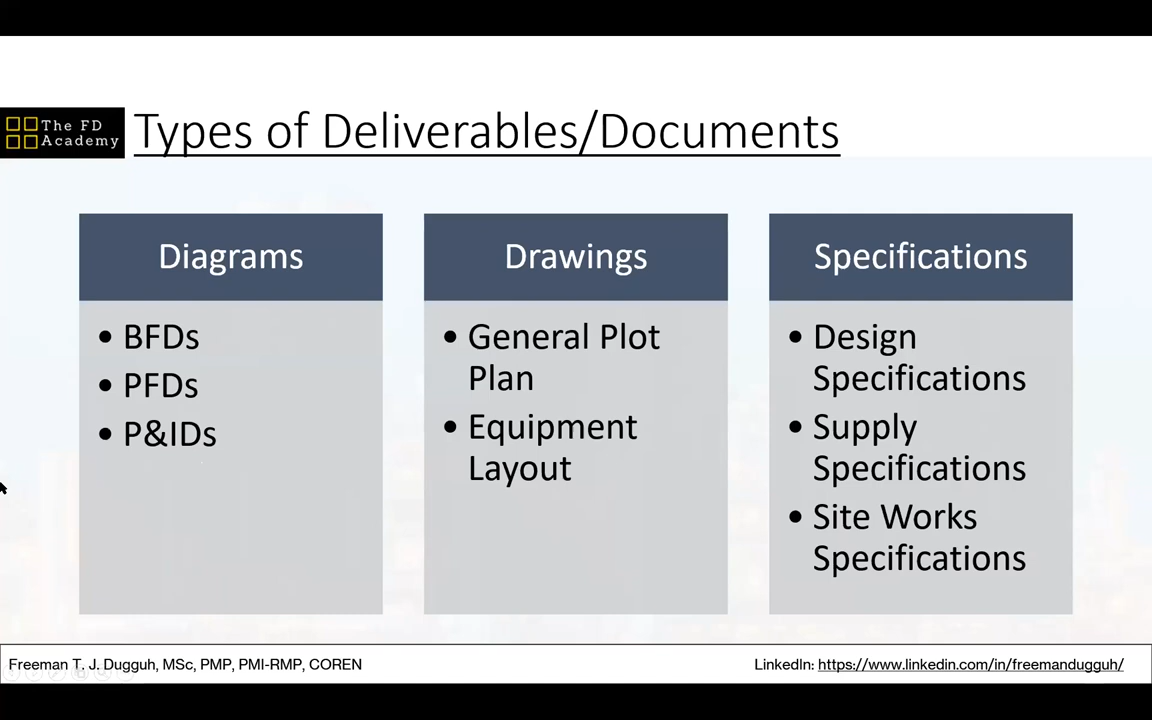 The FD
Academy
Types of Deliverables/Documents
Diagrams
• BFDs
• PFDs
• P&IDs
Drawings
• General Plot
Plan
• Equipment
Layout
Specifications
• Design
Specifications
• Supply
Specifications
• Site Works
Specifications
Freeman T. J. Dugguh, MSc, PMP, PMI-RMP, COREN
LinkedIn: https://www.linkedin.com/in/freemandugguh/